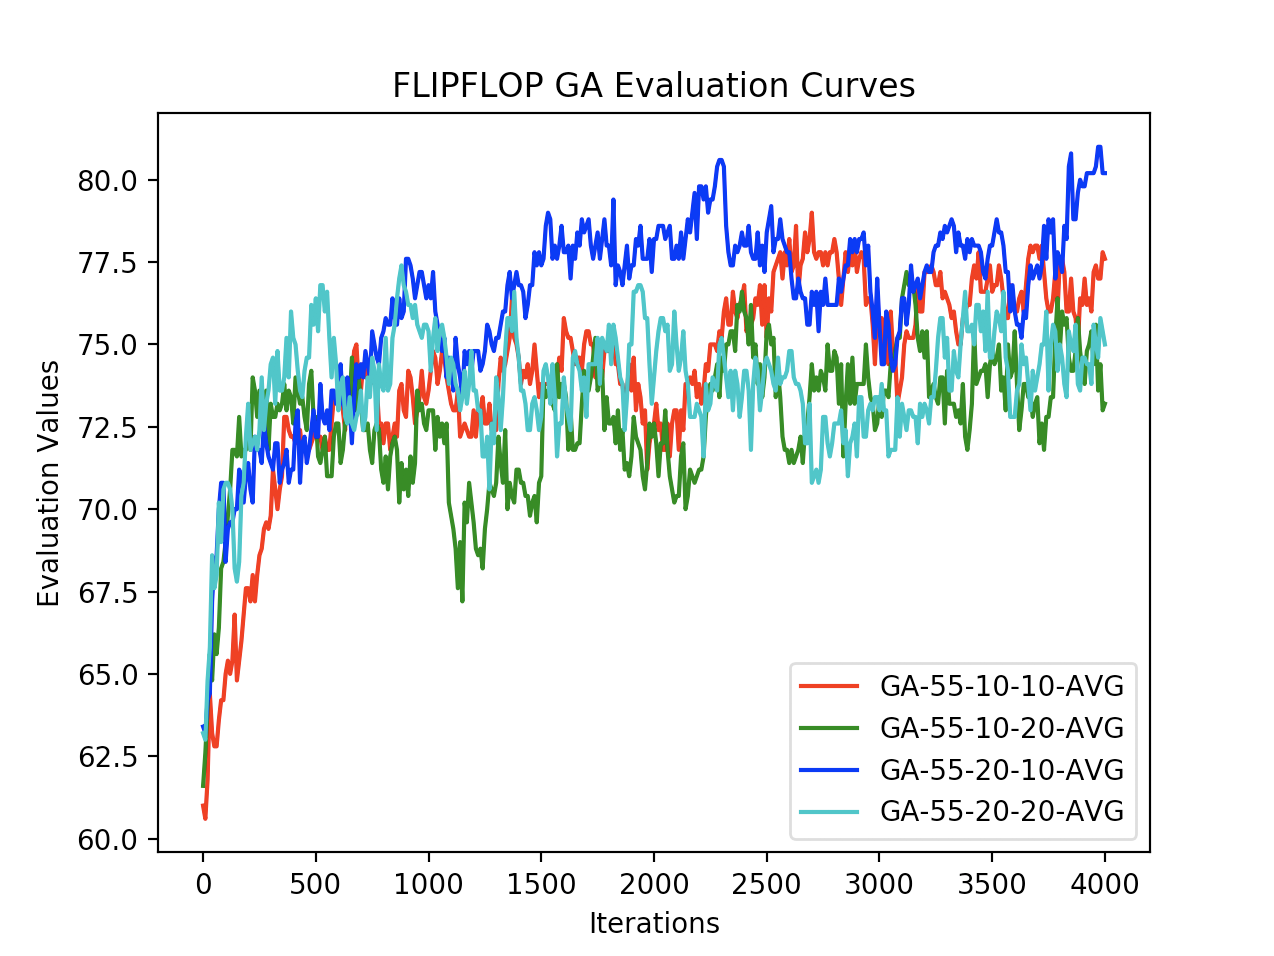 FLIPFLOP GA Evaluation Curves
Evaluation Values
80.0
77.5
75.0
72.5
70.0
67.5
65.0
62.5
60.0
GA-55-10-10-AVG
GA-55-10-20-AVG
GA-55-20-10-AVG
GA-55-20-20-AVG
0 500 1000 1500 2000 2500 3000 3500 4000
Iterations